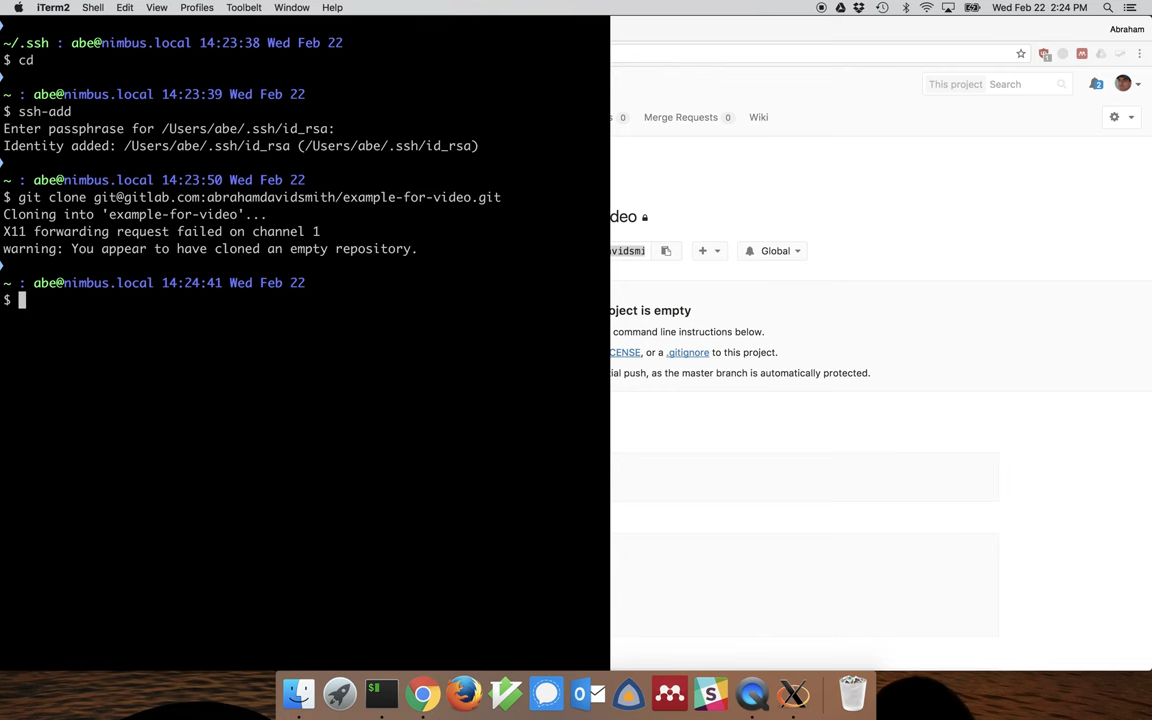 iTerm2 Shell Edit View Profiles Toolbelt Window Help Wed Feb 22 2:24 PM
~/.ssh : abe@nimbus.local 14:23:38 Wed Feb 22
$ cd
~ : abe@nimbus.local 14:23:39 Wed Feb 22
$ ssh-add
Enter passphrase for /Users/abe/.ssh/id_rsa:
Identity added: /Users/abe/.ssh/id_rsa (/Users/abe/.ssh/id_rsa)
~ : abe@nimbus.local 14:23:50 Wed Feb 22
$ git clone git@gitlab.com:abrahamdavidsmith/example-for-video.git
Cloning into 'example-for-video'...
X11 forwarding request failed on channel 1
warning: You appear to have cloned an empty repository.
~ : abe@nimbus.local 14:24:41 Wed Feb 22
$
Abraham
This project Search 2
s 0 Merge Requests 0 Wiki
deo
vidsmi + Global
oject is empty
command line instructions below.
CENSE, or a .gitignore to this project.
ial push, as the master branch is automatically protected.